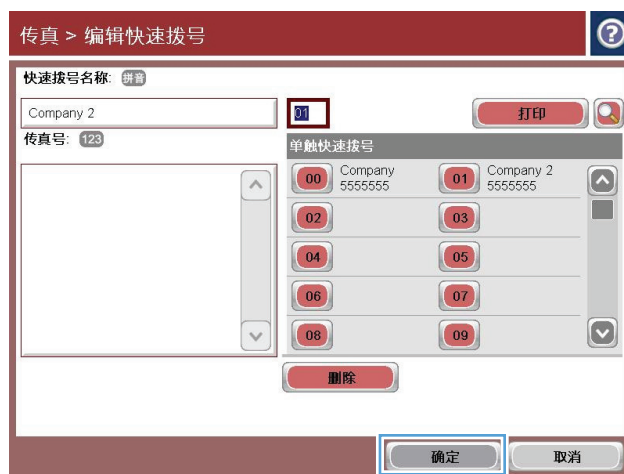 传真 > 编辑快速拨号
?
快速拨号名称: 拼音
Company 2
01
打印
传真号: 123
单触快速拨号
00 Company 5555555
01 Company 2 5555555
02
03
04
05
06
07
08
09
删除
确定
取消